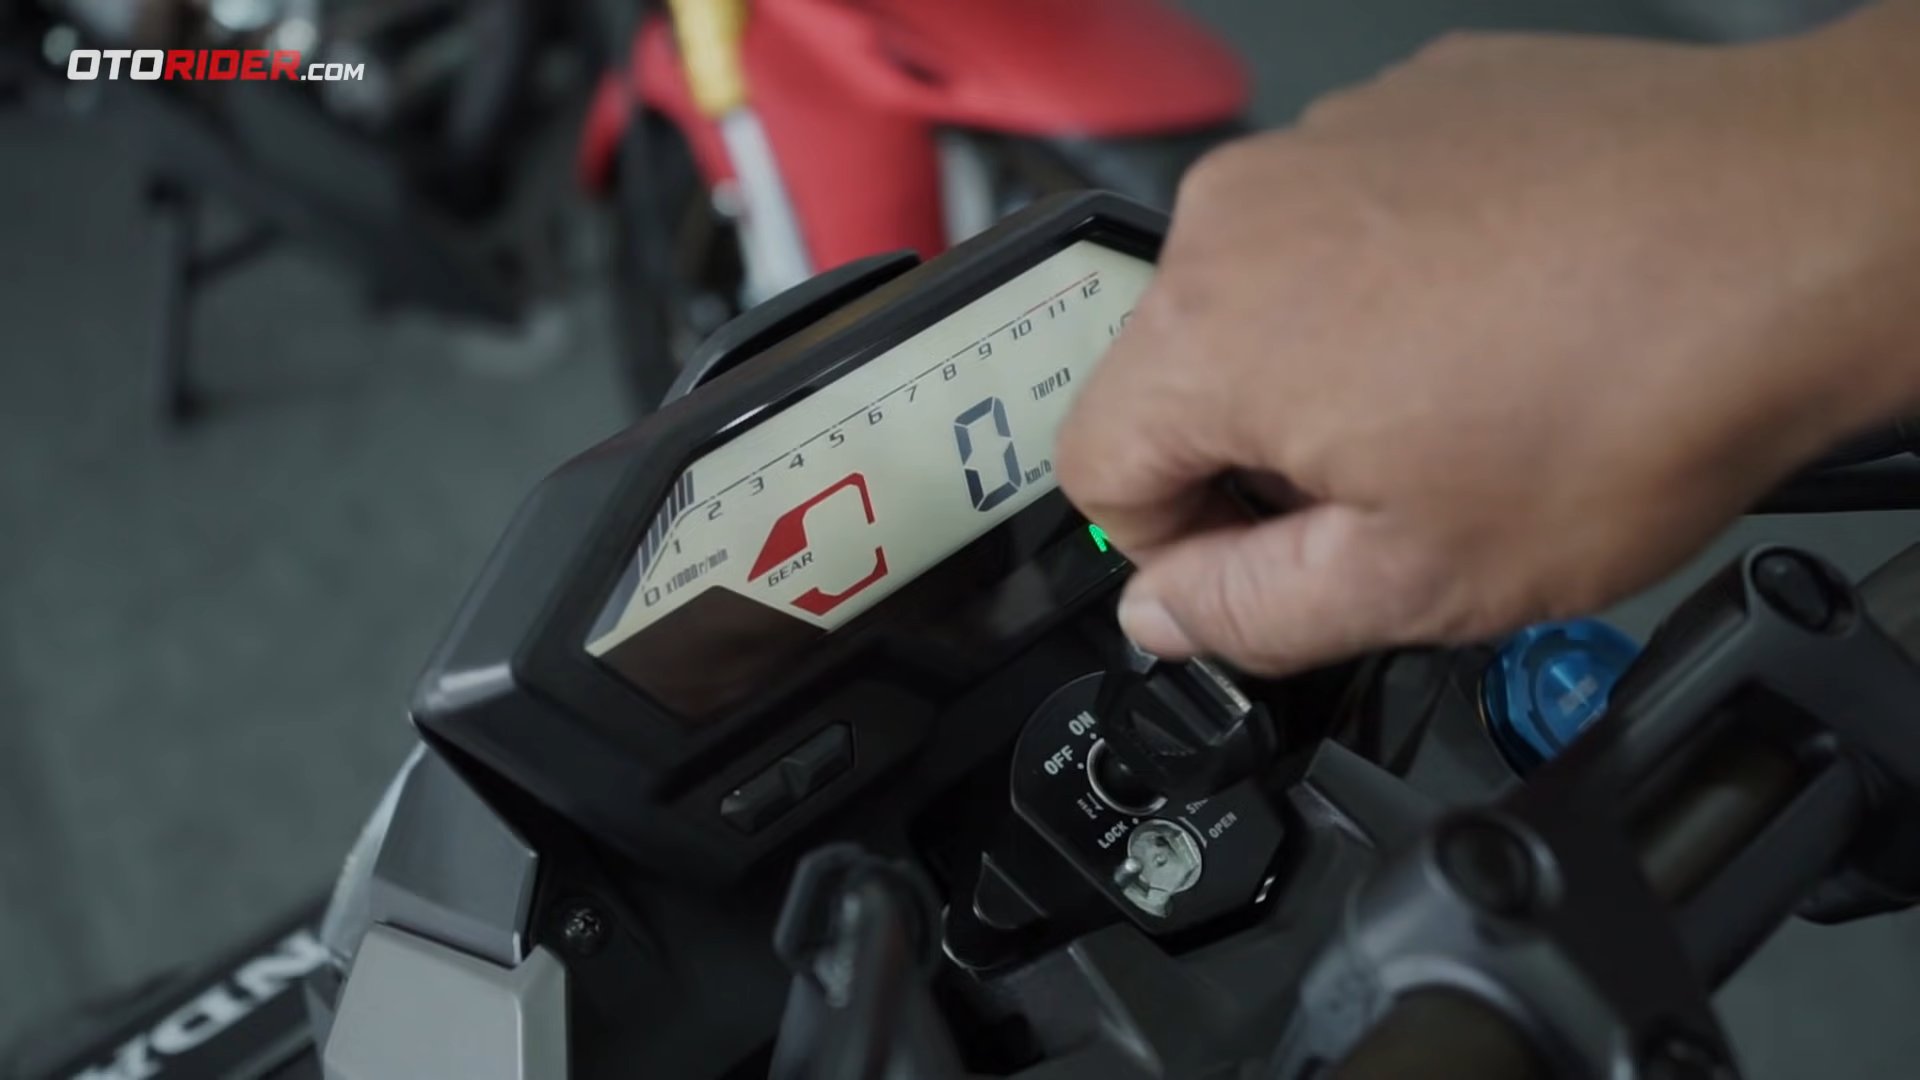 OTORIDER.COM
0 1 2 3 4 5 6 7 8 9 10 11 12
x1000 r/min
GEAR
TRIP
0
km/h
N
ON
OFF
PUSH
LOCK
OPEN